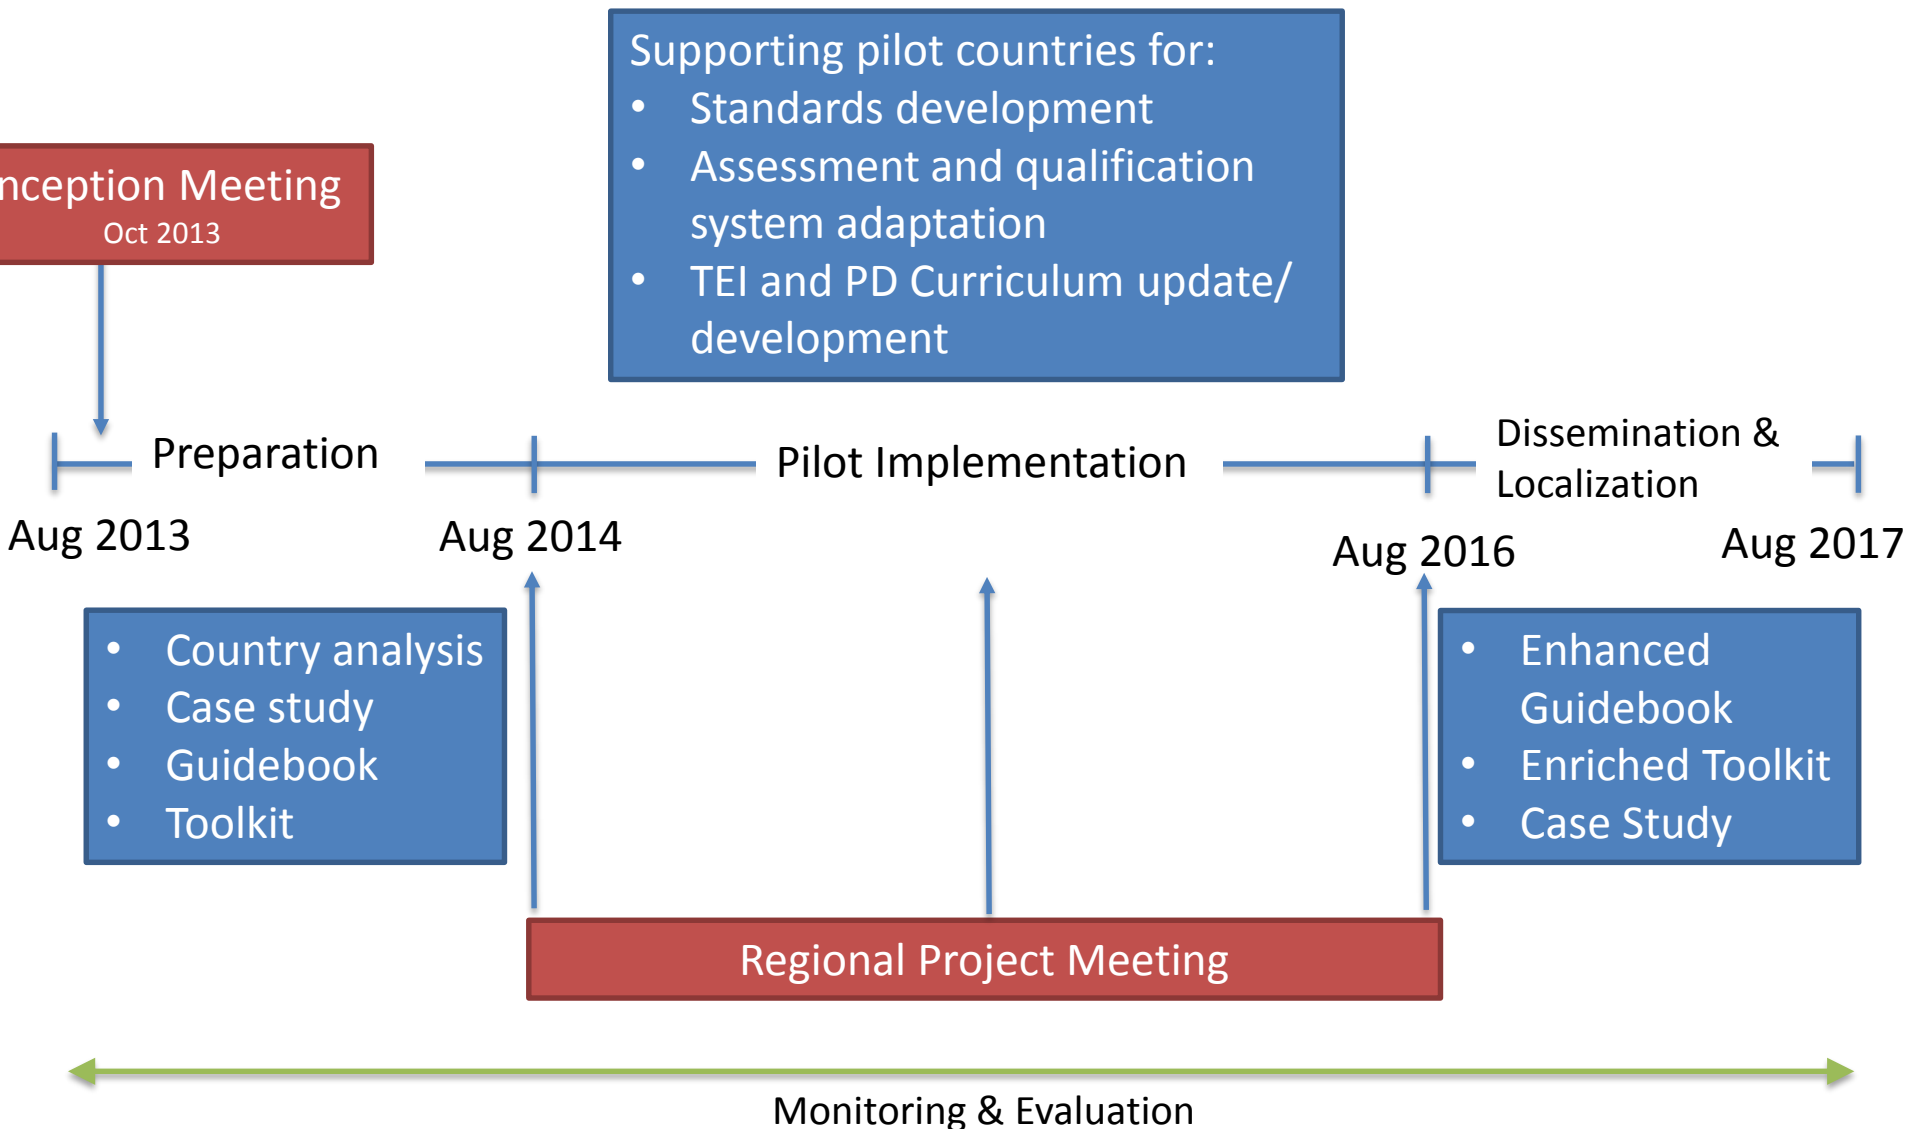 Supporting pilot countries for:
• Standards development
• Assessment and qualification
system adaptation
• TEI and PD Curriculum update/
development
nception Meeting
Oct 2013
Preparation
Pilot Implementation
Dissemination &
Localization
Aug 2013
Aug 2014
Aug 2016
Aug 2017
• Country analysis
• Case study
• Guidebook
• Toolkit
• Enhanced
Guidebook
• Enriched Toolkit
• Case Study
Regional Project Meeting
Monitoring & Evaluation